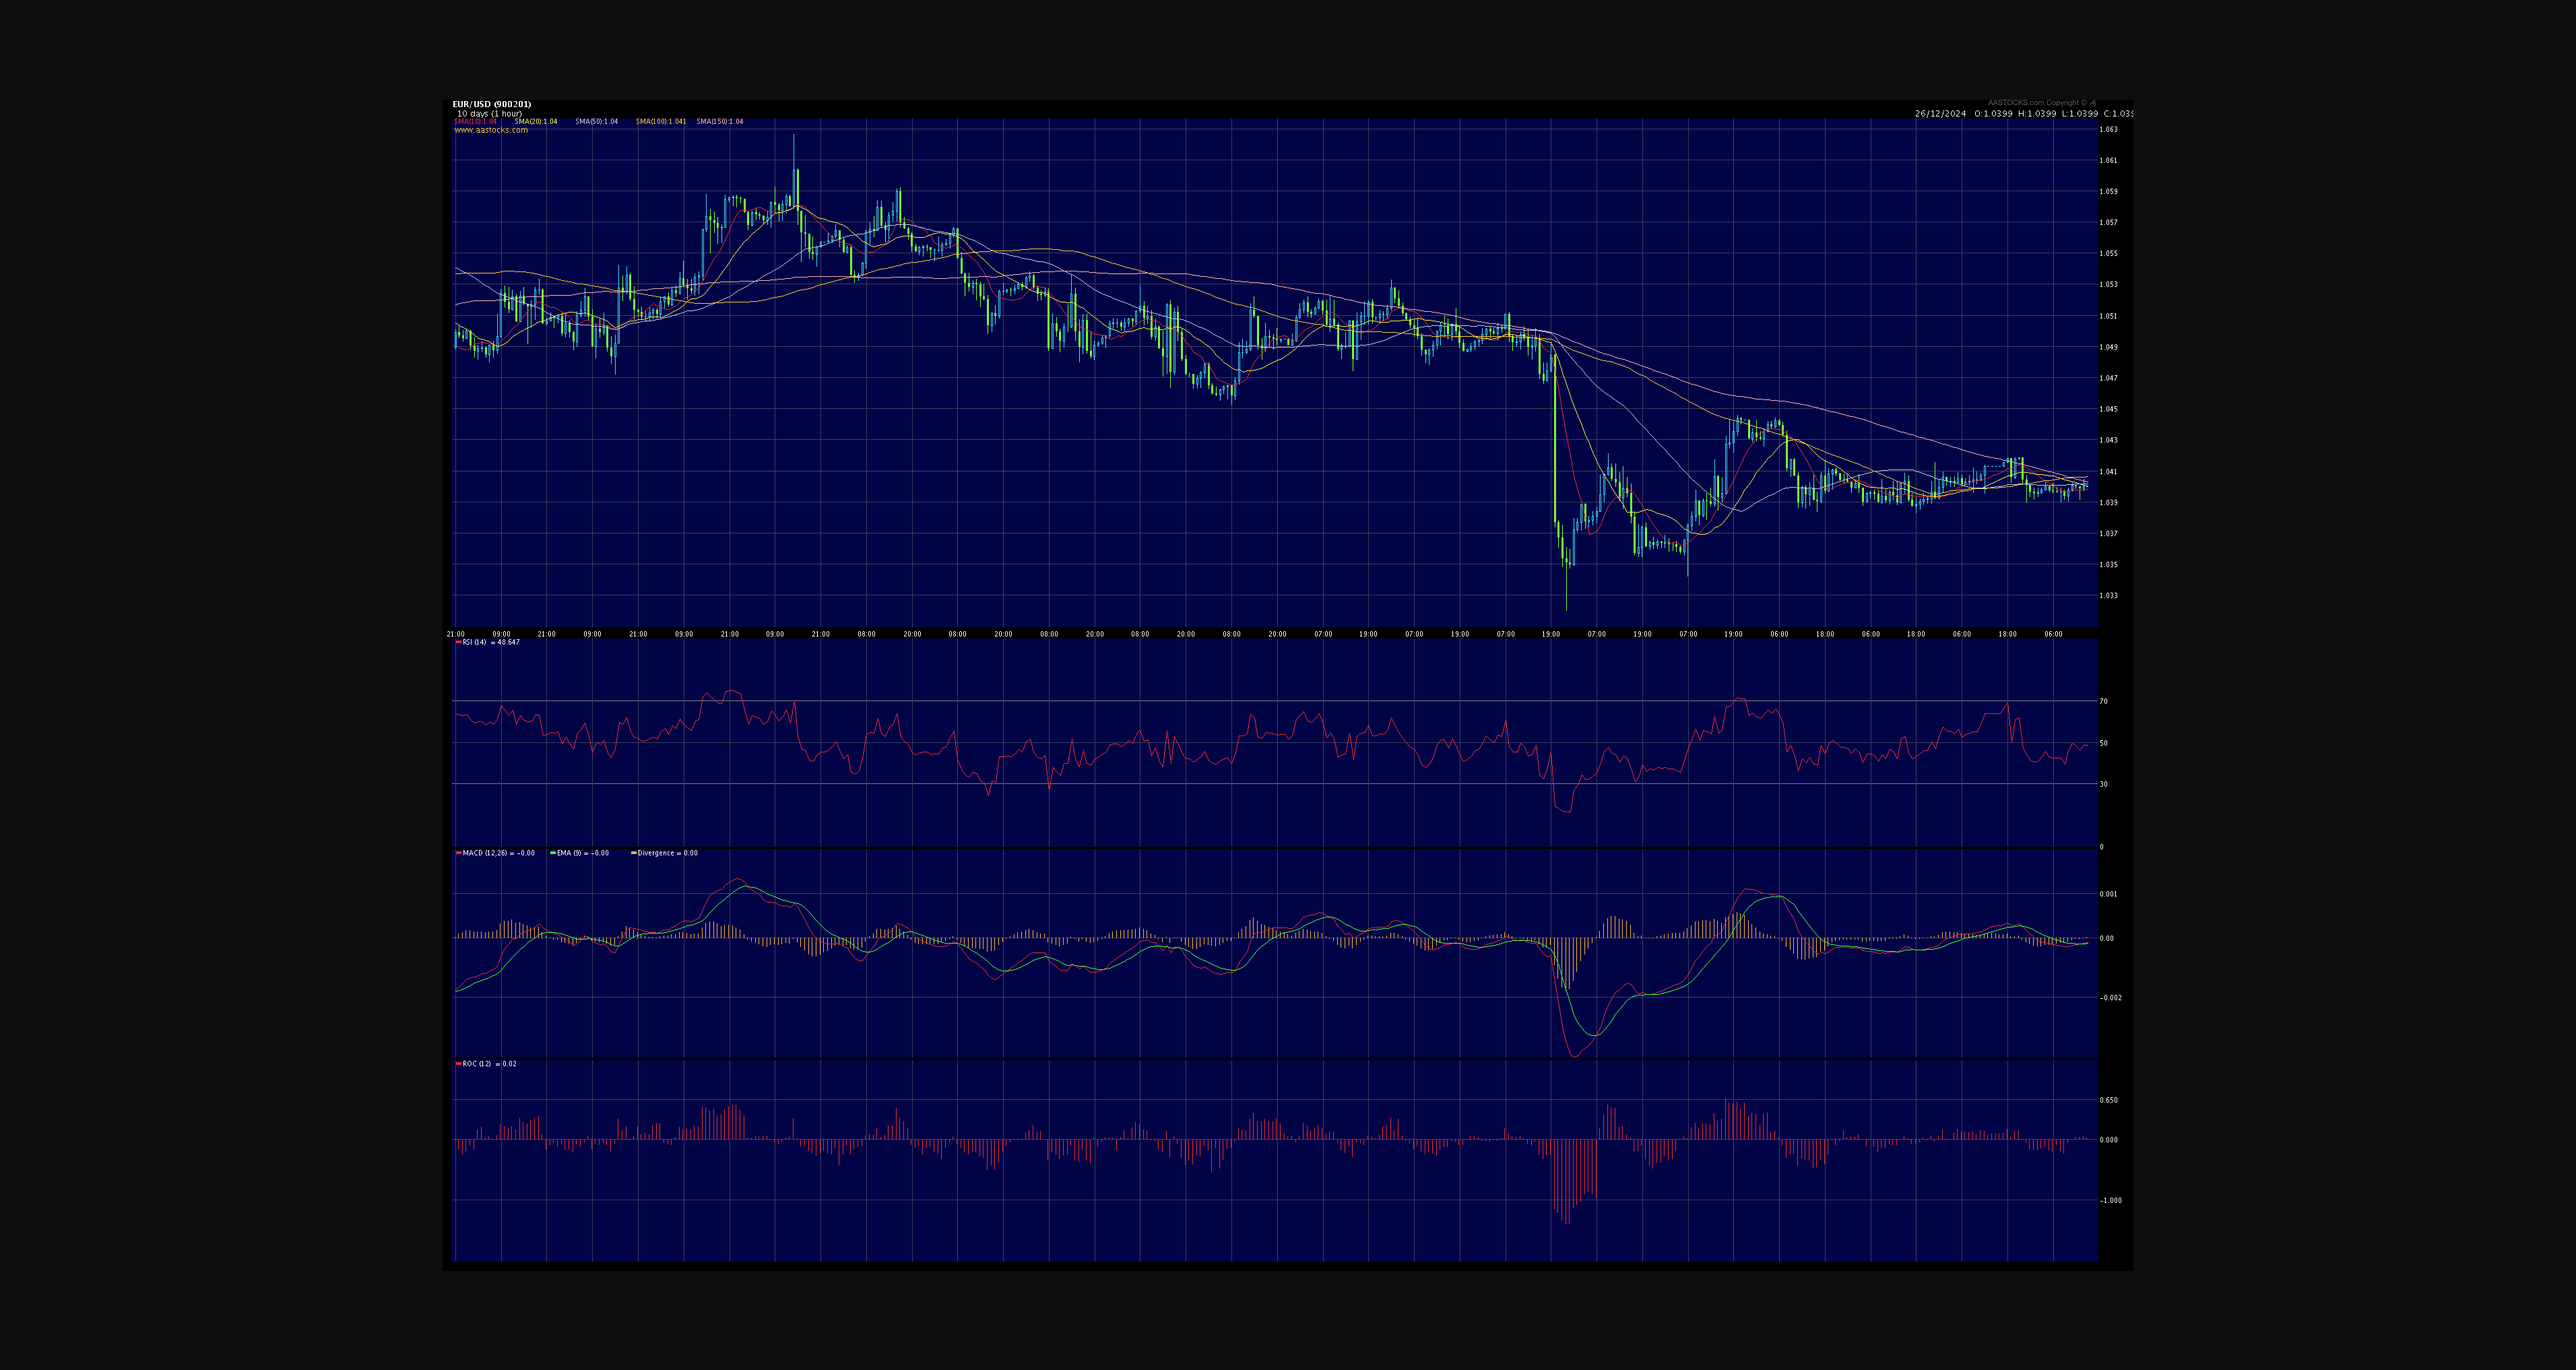 EUR/USD (900201)
AASTOCKS.com Copyright ©
10 days (1 hour)
26/12/2024 O:1.0399 H:1.0399 L:1.0399 C:1.039
SMA(10):1.04 SMA(20):1.04 SMA(50):1.04 SMA(100):1.041 SMA(150):1.04
www.aastocks.com
1.063
1.061
1.059
1.057
1.055
1.053
1.051
1.049
1.047
1.045
1.043
1.041
1.039
1.037
1.035
1.033
21:00 09:00 21:00 09:00 21:00 09:00 21:00 09:00 21:00 08:00 20:00 08:00 20:00 08:00 20:00 08:00 20:00 08:00 20:00 07:00 19:00 07:00 19:00 07:00 19:00 07:00 19:00 07:00 19:00 06:00 18:00 06:00 18:00 06:00 18:00 06:00
RSI (14) = 48.647
70
50
30
0
MACD (12,26) = -0.00 EMA (9) = -0.00 Divergence = 0.00
0.001
0.00
-0.002
ROC (12) = 0.02
0.650
0.000
-1.000